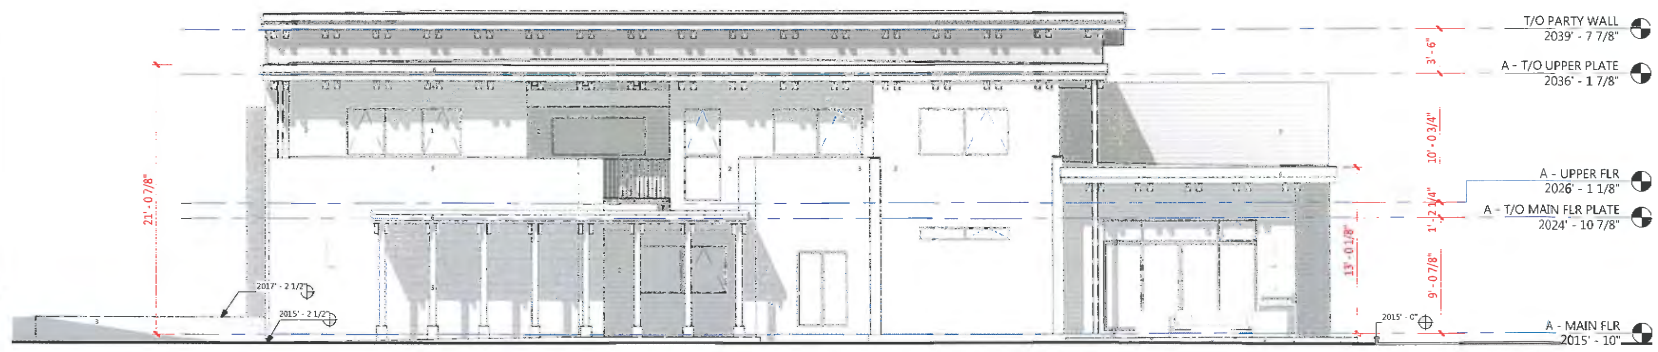 T/O PARTY WALL
2039' - 7 7/8"
3' - 6"
A - T/O UPPER PLATE
2036' - 1 7/8"
10' - 0 3/4"
A - UPPER FLR
2026' - 1 1/8"
1' - 2 1/4"
A - T/O MAIN FLR PLATE
2024' - 10 7/8"
21' - 0 7/8"
13' - 0 1/8"
9' - 0 7/8"
2017' - 2 1/2"
2015' - 2 1/2"
2015' - 0"
A - MAIN FLR
2015' - 10"